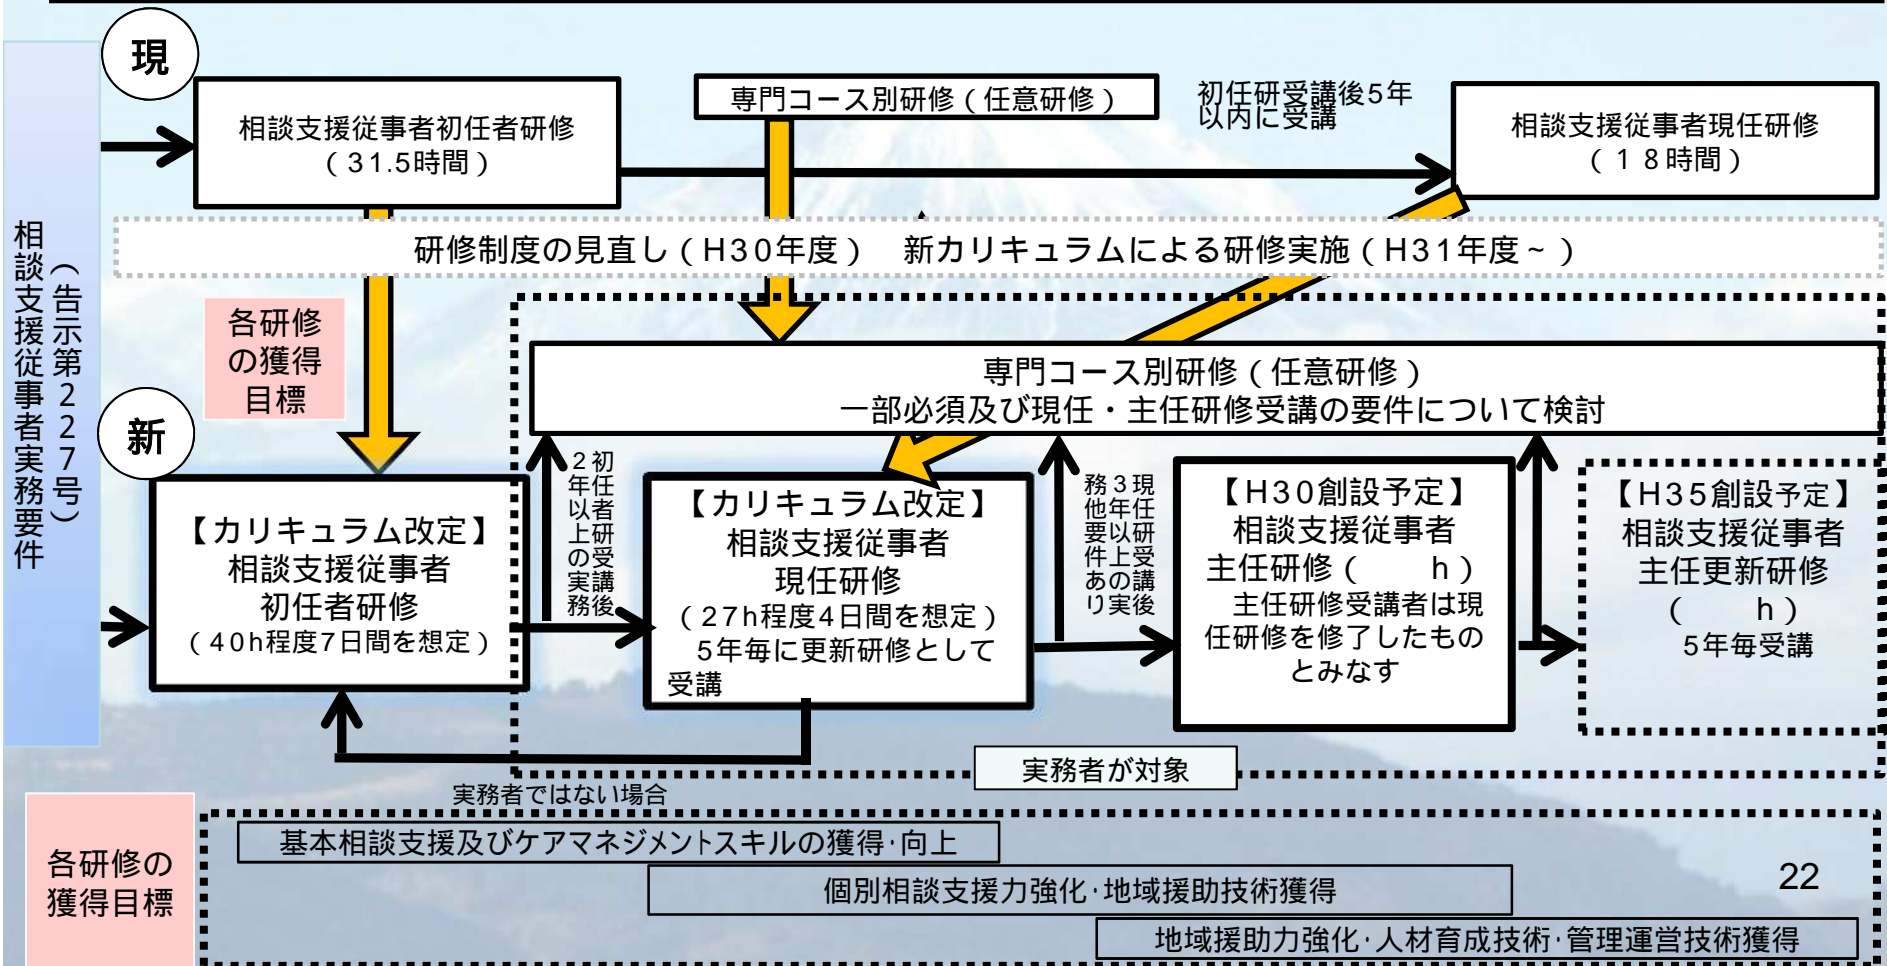 現
相談支援従事者初任者研修
（31.5時間）
専門コース別研修（任意研修）
初任研受講後5年
以内に受講
相談支援従事者現任研修
（１８時間）
研修制度の見直し（H30年度）　新カリキュラムによる研修実施（H31年度~）
相談支援従事者実務要件
（告示第227号）
各研修
の獲得
目標
新
専門コース別研修（任意研修）
一部必須及び現任・主任研修受講の要件について検討
【カリキュラム改定】
相談支援従事者
初任者研修
（40h程度7日間を想定）
初任者研受講後
2年以上の実務
【カリキュラム改定】
相談支援従事者
現任研修
（27h程度4日間を想定）
5年毎に更新研修として
受講
現任研受講後
3年以上の実
務他要件あり
【H30創設予定】
相談支援従事者
主任研修（　　h）
主任研修受講者は現
任研修を修了したもの
とみなす
【H35創設予定】
相談支援従事者
主任更新研修
（　　h）
5年毎受講
実務者が対象
実務者ではない場合
各研修の
獲得目標
基本相談支援及びケアマネジメントスキルの獲得･向上
個別相談支援力強化･地域援助技術獲得
地域援助力強化･人材育成技術･管理運営技術獲得
22